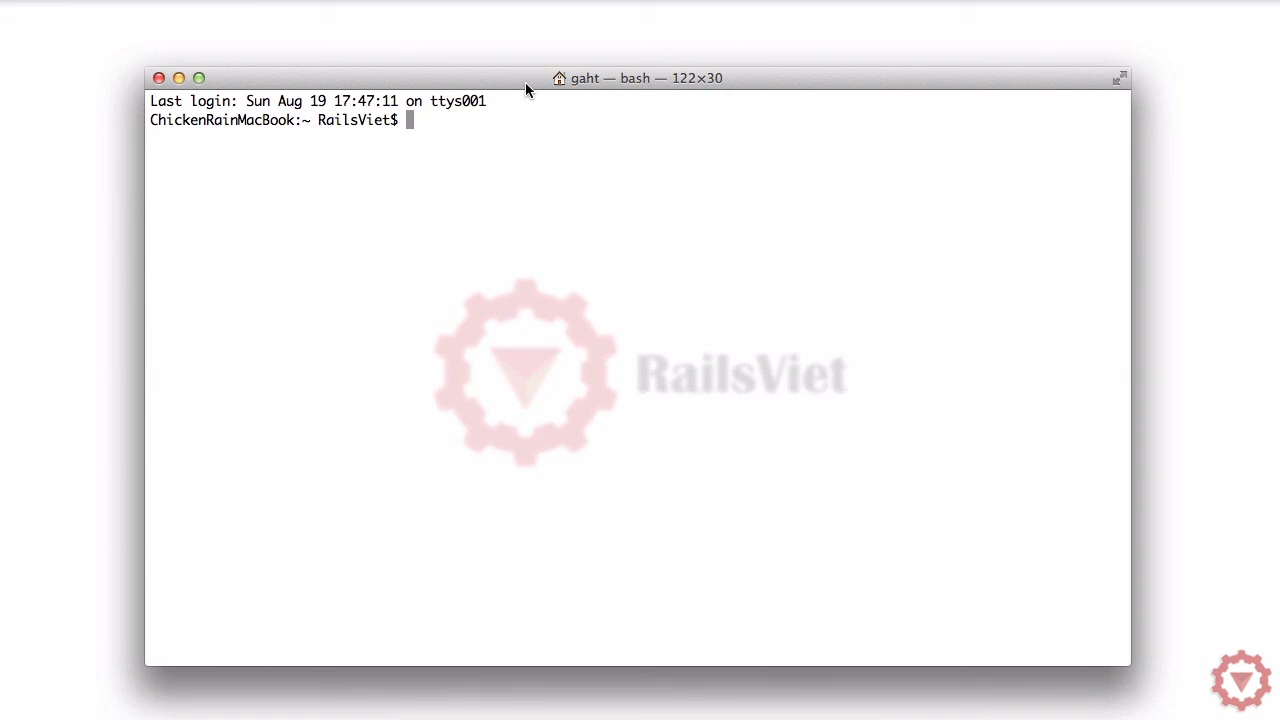 gaht — bash — 122×30
Last login: Sun Aug 19 17:47:11 on ttys001
ChickenRainMacBook:~ RailsViet$
RailsViet